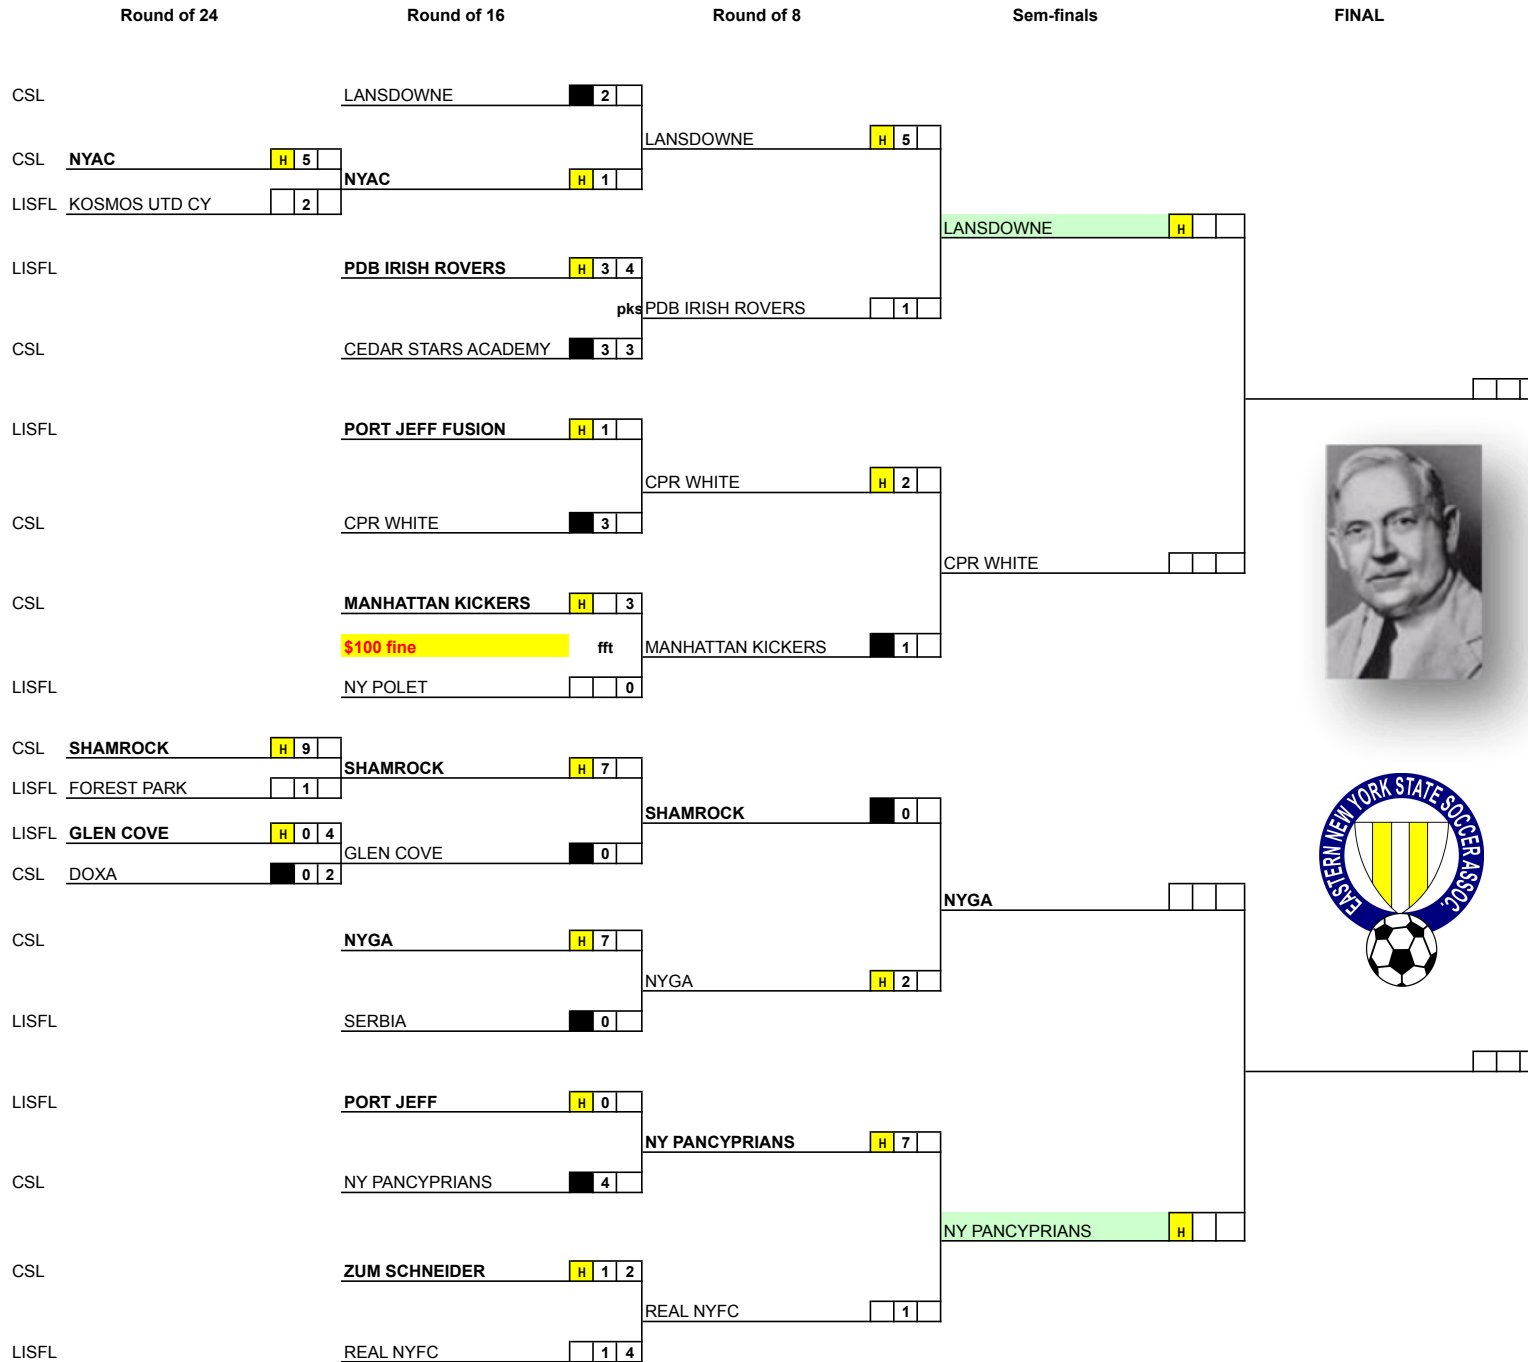 Round of 24 Round of 16 Round of 8 Sem-finals FINAL
CSL LANSDOWNE 2
LANSDOWNE H 5
CSL NYAC H 5
NYAC H 1
LISFL KOSMOS UTD CY 2
LANSDOWNE H
LISFL PDB IRISH ROVERS H 3 4
pks PDB IRISH ROVERS 1
CSL CEDAR STARS ACADEMY 3 3
LISFL PORT JEFF FUSION H 1
CPR WHITE H 2
CSL CPR WHITE 3
CPR WHITE
CSL MANHATTAN KICKERS H 3
$100 fine fft MANHATTAN KICKERS 1
LISFL NY POLET 0
CSL SHAMROCK H 9
SHAMROCK H 7
LISFL FOREST PARK 1
SHAMROCK 0
LISFL GLEN COVE H 0 4
GLEN COVE 0
CSL DOXA 0 2
EASTERN NEW YORK STATE SOCCER ASSOC.
NYGA
CSL NYGA H 7
NYGA H 2
LISFL SERBIA 0
LISFL PORT JEFF H 0
NY PANCYPRIANS H 7
CSL NY PANCYPRIANS 4
NY PANCYPRIANS H
CSL ZUM SCHNEIDER H 1 2
REAL NYFC 1
LISFL REAL NYFC 1 4